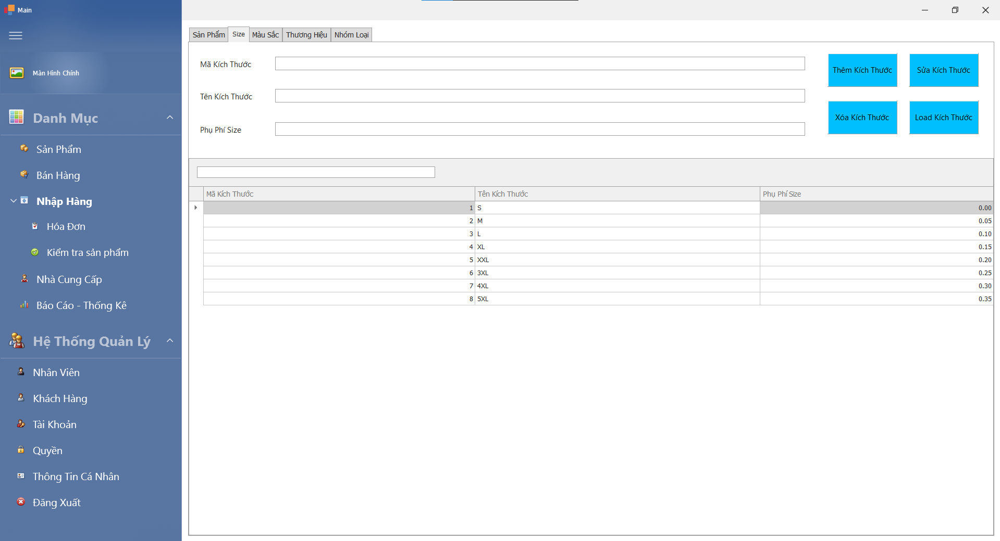 Main
Màn Hình Chính
Danh Mục
Sản Phẩm
Bán Hàng
Nhập Hàng
Hóa Đơn
Kiểm tra sản phẩm
Nhà Cung Cấp
Báo Cáo - Thống Kê
Hệ Thống Quản Lý
Nhân Viên
Khách Hàng
Tài Khoản
Quyền
Thông Tin Cá Nhân
Đăng Xuất
Sản Phẩm Size Màu Sắc Thương Hiệu Nhóm Loại
Mã Kích Thước
Tên Kích Thước
Phụ Phí Size
Thêm Kích Thước Sửa Kích Thước
Xóa Kích Thước Load Kích Thước
Mã Kích Thước Tên Kích Thước Phụ Phí Size
1 S 0.00
2 M 0.05
3 L 0.10
4 XL 0.15
5 XXL 0.20
6 3XL 0.25
7 4XL 0.30
8 5XL 0.35